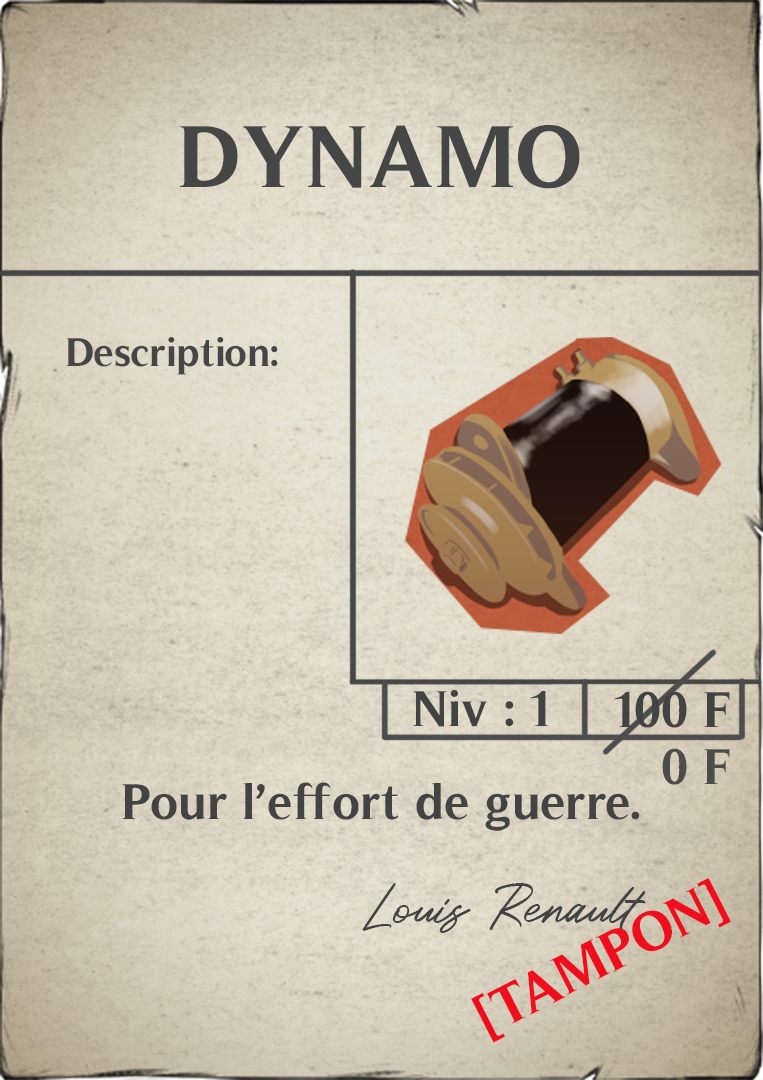 DYNAMO
Description:
Niv : 1
100 F
0 F
Pour l’effort de guerre.
Louis Renault
[TAMPON]